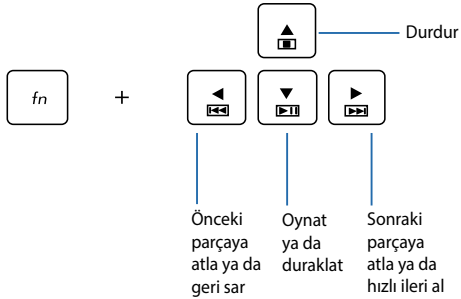 Durdur
fn
+
Önceki
parçaya
atla ya da
geri sar
Oynat
ya da
duraklat
Sonraki
parçaya
atla ya da
hızlı ileri al